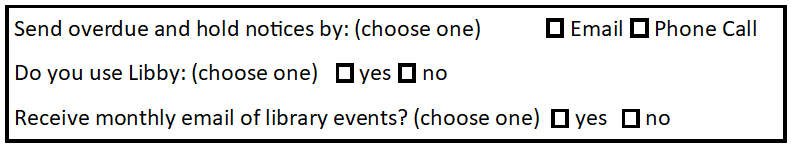 Send overdue and hold notices by: (choose one) ☐ Email ☐ Phone Call
Do you use Libby: (choose one) ☐ yes ☐ no
Receive monthly email of library events? (choose one) ☐ yes ☐ no